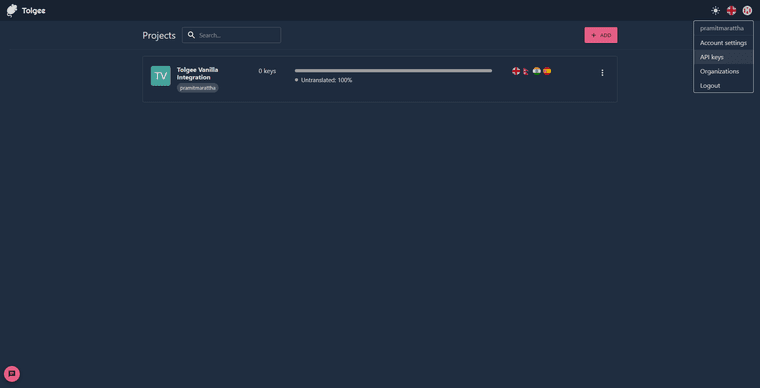 Tolgee
Projects
Search...
+ ADD
pramitmarattha
Account settings
API keys
Organizations
Logout
TV
Tolgee Vanilla
Integration
pramitmarattha
0 keys
Untranslated: 100%